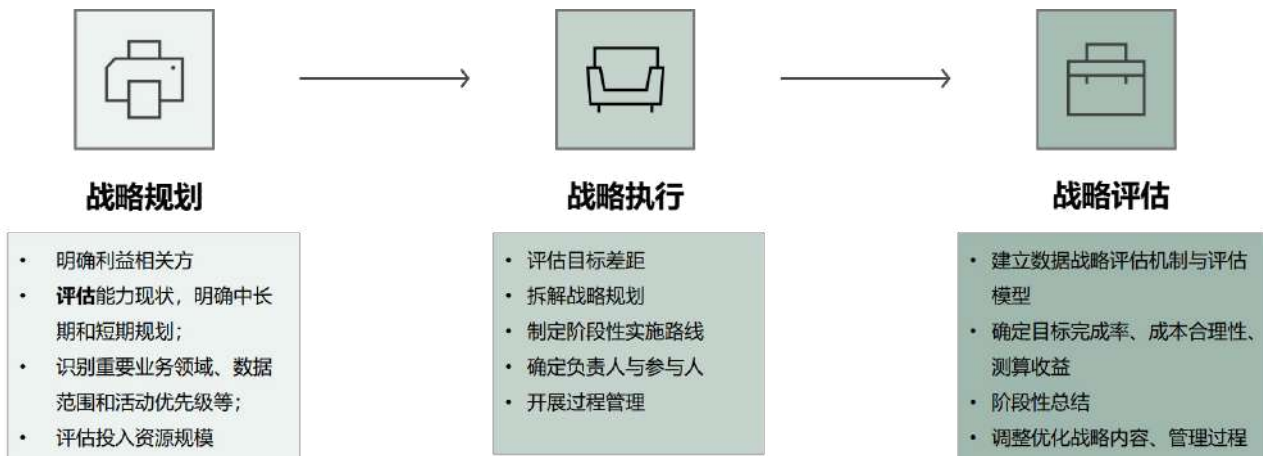 战略规划
• 明确利益相关方
• 评估能力现状，明确中长
期和短期规划；
• 识别重要业务领域、数据
范围和活动优先级等；
• 评估投入资源规模
战略执行
• 评估目标差距
• 拆解战略规划
• 制定阶段性实施路线
• 确定负责人与参与人
• 开展过程管理
战略评估
• 建立数据战略评估机制与评估
模型
• 确定目标完成率、成本合理性、
测算收益
• 阶段性总结
• 调整优化战略内容、管理过程